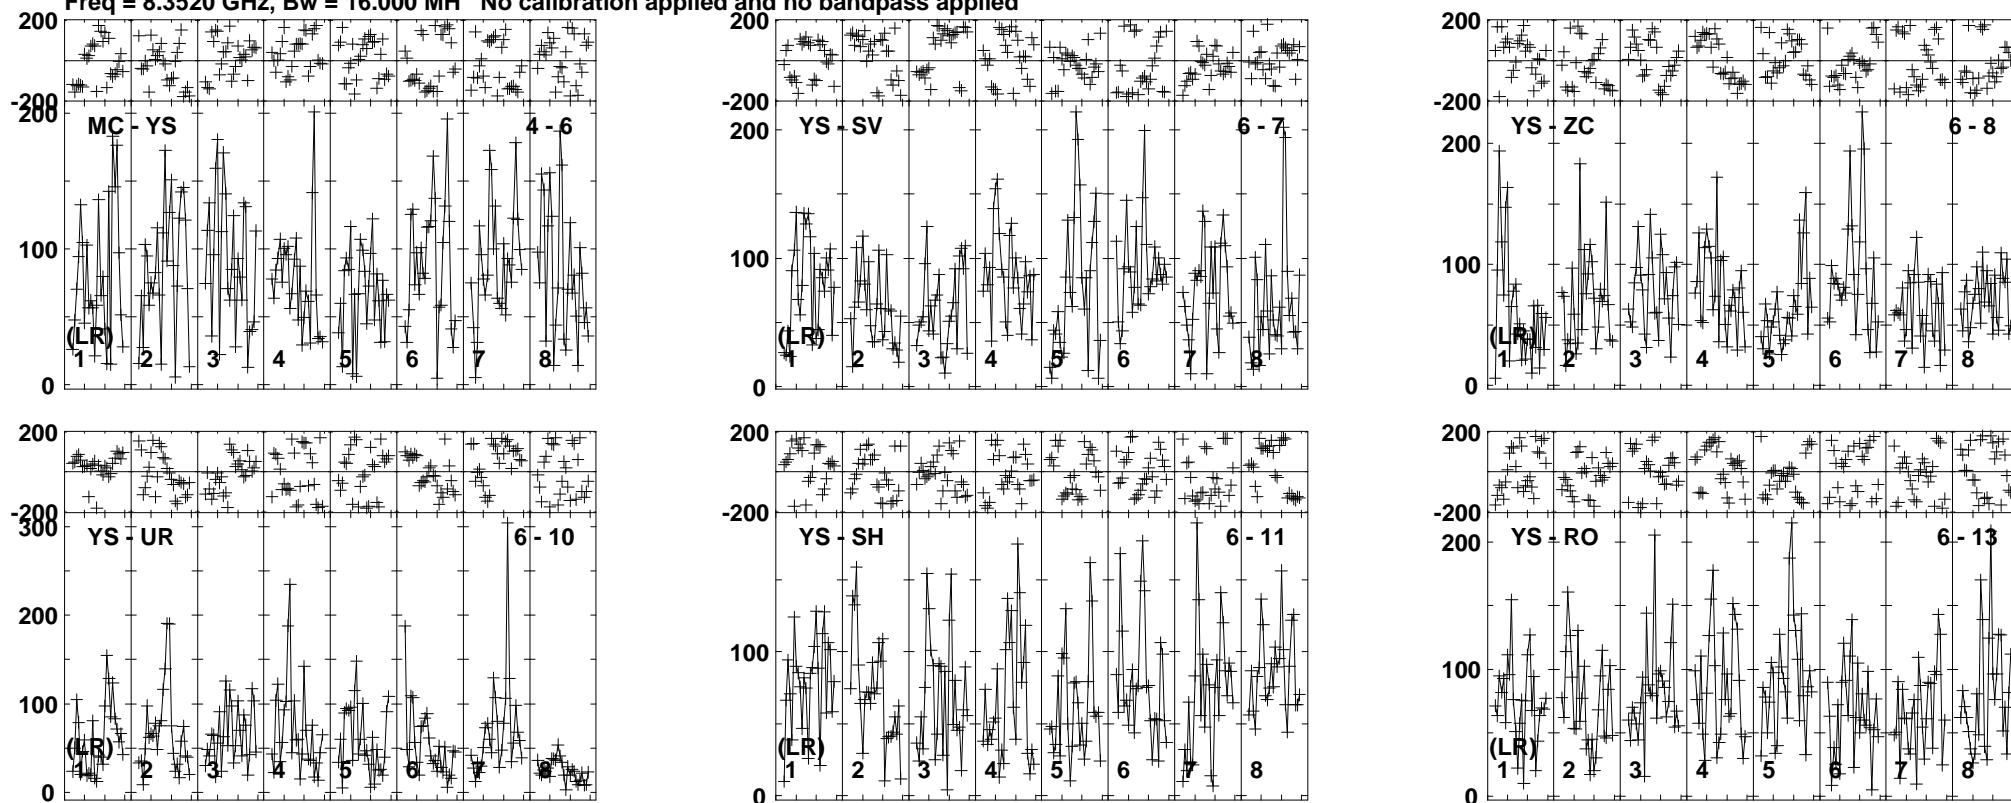 Freq = 8.3520 GHz, Bw = 16.000 MH No calibration applied and no bandpass applied
200
-200
200
100
0
MC - YS
4 - 6
(LR)
1 2 3 4 5 6 7 8
200
-200
200
100
0
YS - SV
6 - 7
(LR)
1 2 3 4 5 6 7 8
200
-200
200
100
0
YS - ZC
6 - 8
(LR)
1 2 3 4 5 6 7 8
200
-200
300
200
100
0
YS - UR
6 - 10
(LR)
1 2 3 4 5 6 7 8
200
-200
100
0
YS - SH
6 - 11
(LR)
1 2 3 4 5 6 7 8
200
-200
200
100
0
YS - RO
6 - 13
(LR)
1 2 3 4 5 6 7 8